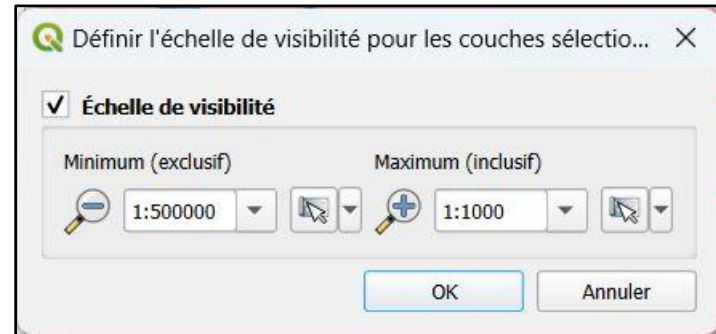 Définir l'échelle de visibilité pour les couches sélectio...
Échelle de visibilité
Minimum (exclusif) Maximum (inclusif)
1:500000 1:1000
OK Annuler